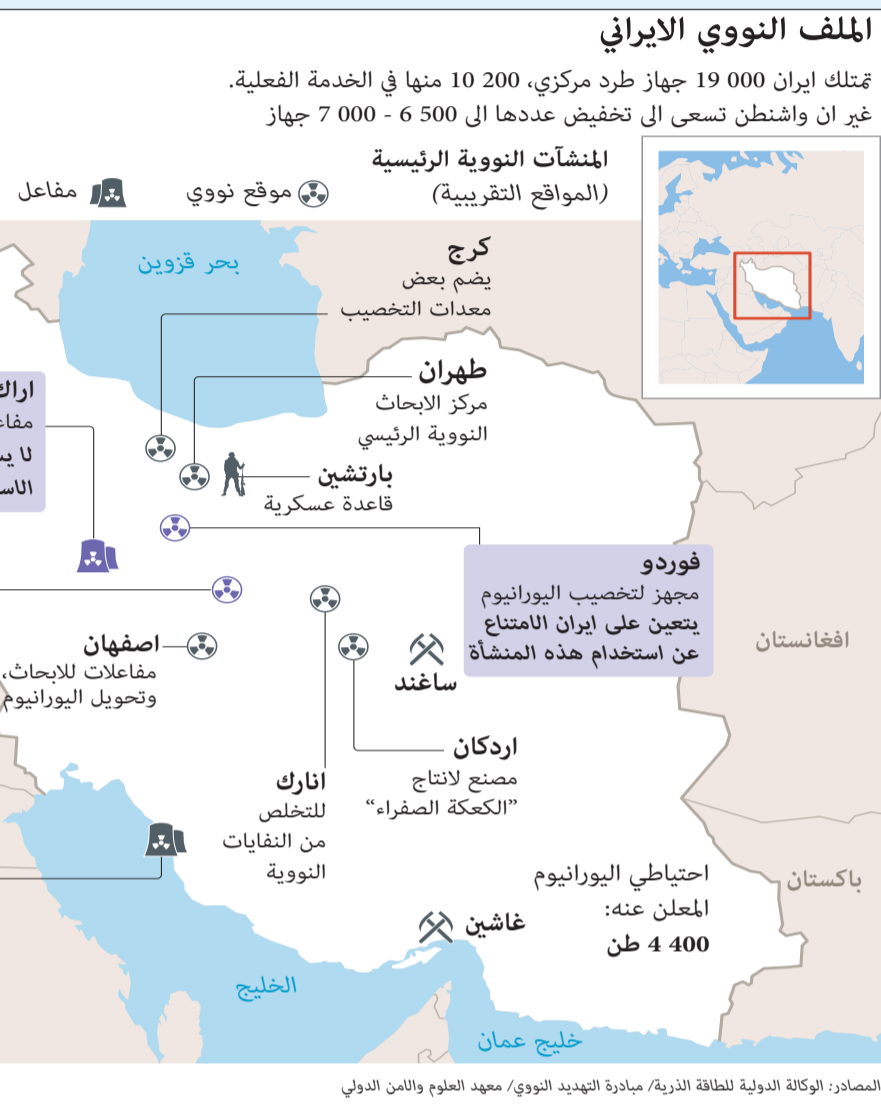 الملف النووي الايراني
تمتلك ايران 000 19 جهاز طرد مركزي، 200 10 منها في الخدمة الفعلية.
غير ان واشنطن تسعى الى تخفيض عددها الى 500 6 - 000 7 جهاز
المنشآت النووية الرئيسية
(المواقع التقريبية)
موقع نووي
مفاعل
بحر قزوين
كرج
يضم بعض
معدات التخصيب
طهران
مركز الابحاث
النووية الرئيسي
بارتشين
قاعدة عسكرية
اراك
لا
فوردو
مجهز لتخصيب اليورانيوم
يتعين على ايران الامتناع
عن استخدام هذه المنشأة
افغانستان
اصفهان
مفاعلات للابحاث،
وتحويل اليورانيوم
ساغند
اردكان
مصنع لانتاج
”الكعكة الصفراء“
انارك
للتخلص
من النفايات
النووية
احتياطي اليورانيوم
المعلن عنه:
400 4 طن
باكستان
غاشين
الخليج
خليج عمان
المصادر: الوكالة الدولية للطاقة الذرية/ مبادرة التهديد النووي/ معهد العلوم والامن الدولي